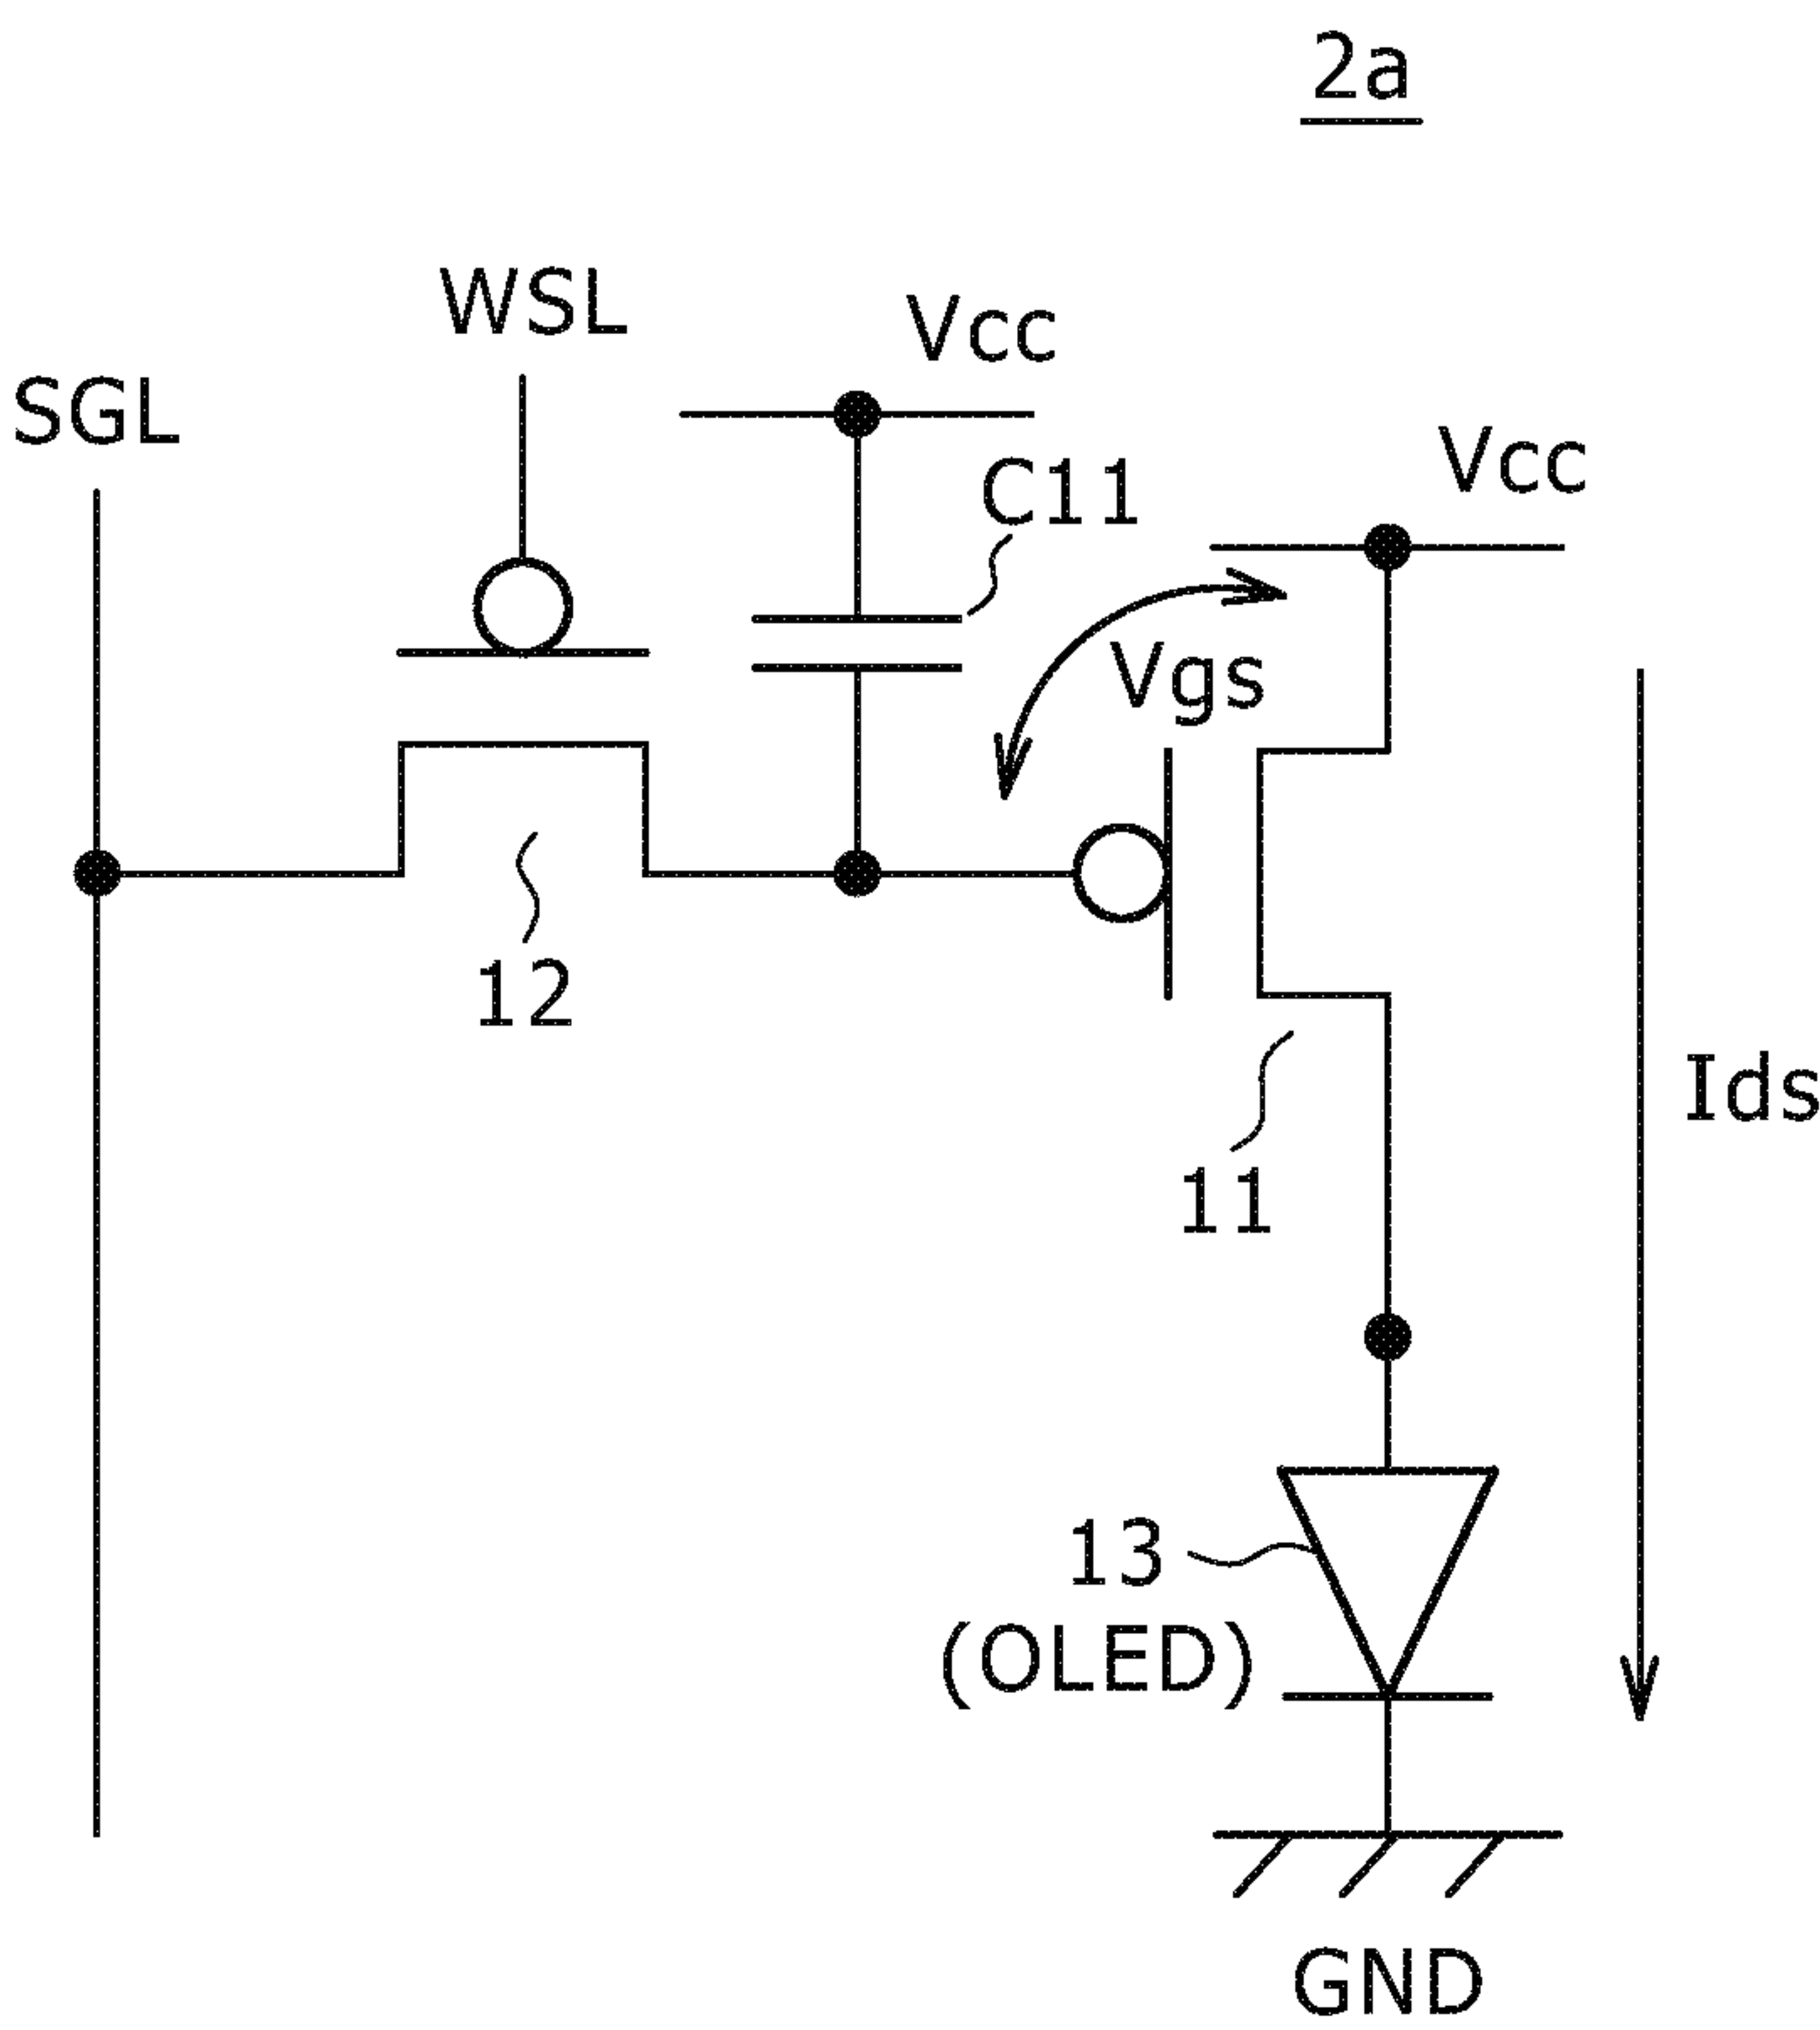 2a
WSL
Vcc
SGL
Vcc
C11
Vgs
12
Ids
11
13
(OLED)
GND